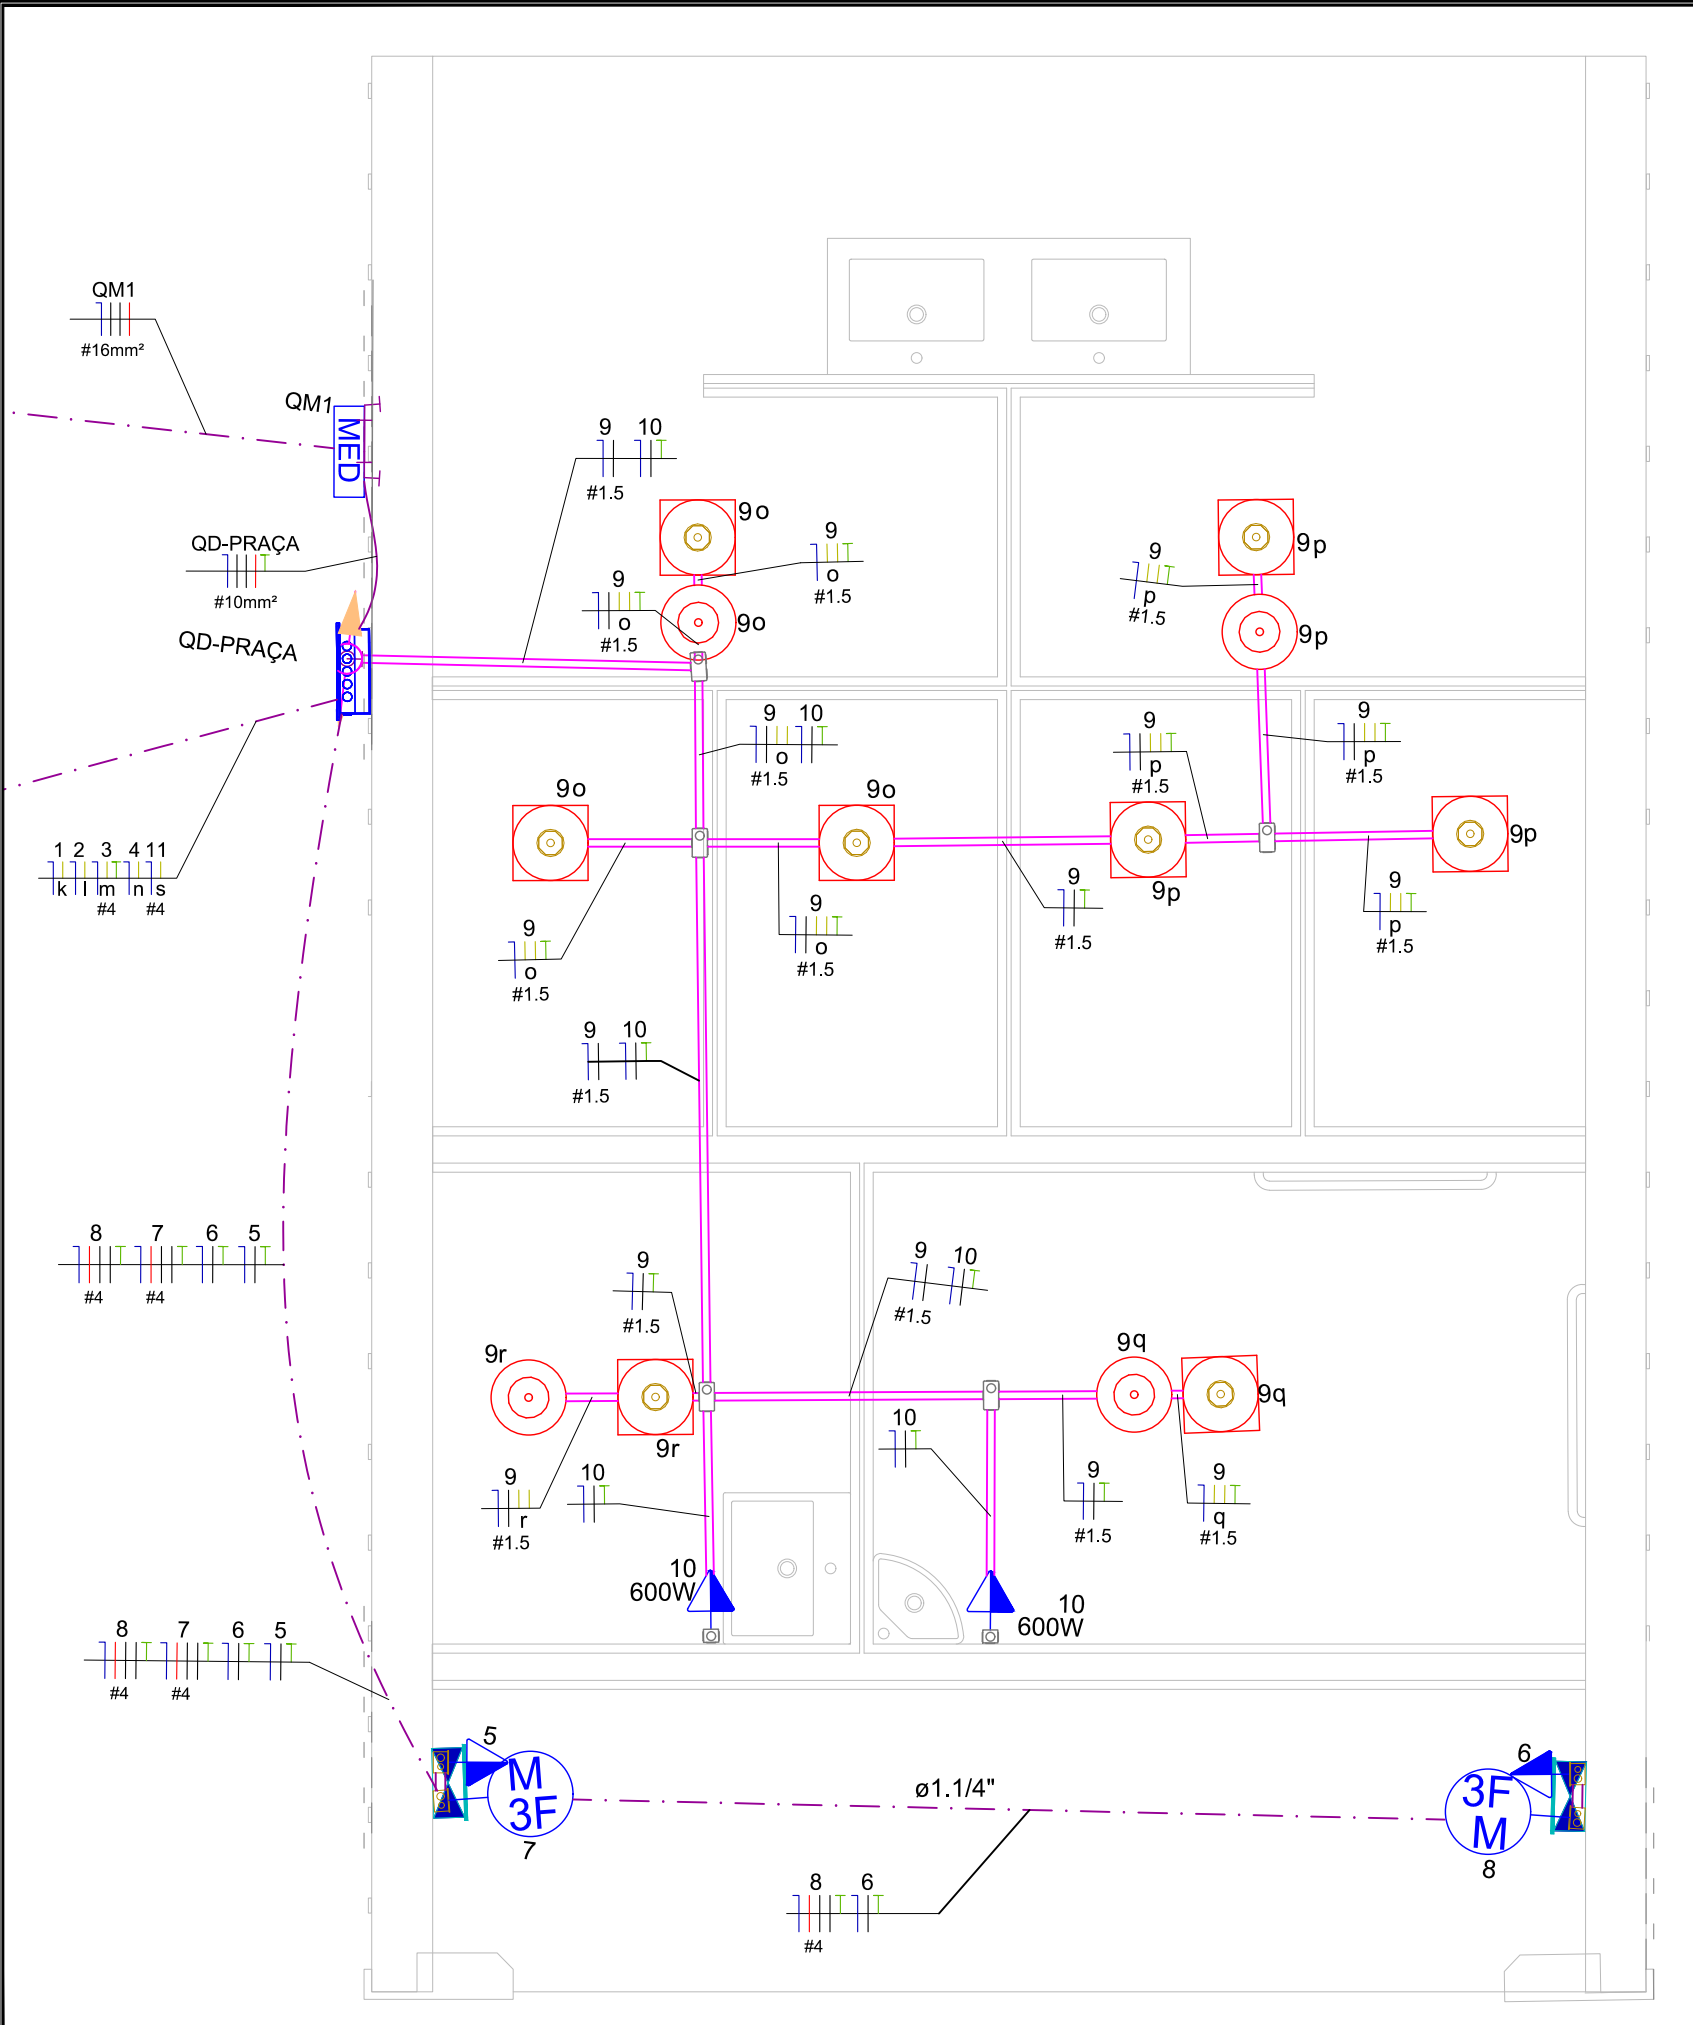 QM1
#16mm²
QM1
MED
9 10
#1.5
9o
9
o
#1.5
9p
9
p
#1.5
QD-PRAÇA
#10mm²
9
o
#1.5
9o
9p
QD-PRAÇA
9 10
o
#1.5
9
p
#1.5
9
p
#1.5
9o
9o
9p
9p
1 2 3 4 11
k l m n s
#4 #4
9
o
#1.5
9
o
#1.5
9
#1.5
9
p
#1.5
9 10
#1.5
8 7 6 5
#4 #4
9
#1.5
9 10
#1.5
9r
9r
9q
9q
9
r
#1.5
10
10
9
#1.5
9
q
#1.5
10
600W
10
600W
8 7 6 5
#4 #4
5
M
3F
7
ø1.1/4"
6
3F
M
8
8 6
#4